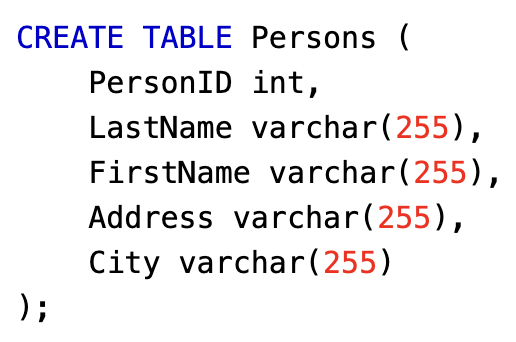 CREATE TABLE Persons (
    PersonID int,
    LastName varchar(255),
    FirstName varchar(255),
    Address varchar(255),
    City varchar(255)
);